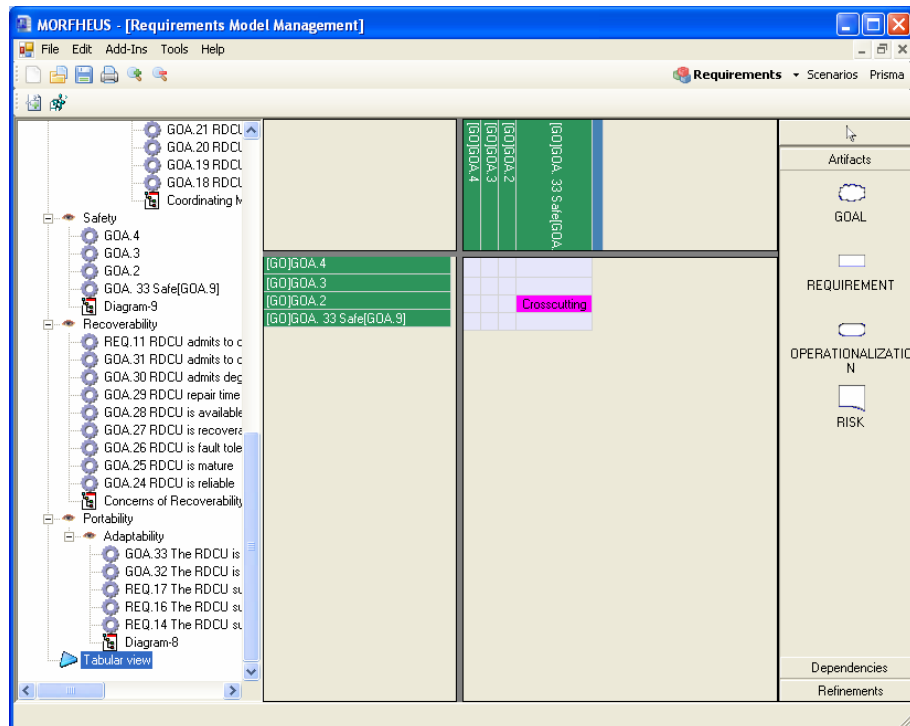 MORFHEUS - [Requirements Model Management]
File Edit Add-Ins Tools Help
Requirements Scenarios Prisma
GOA.21 RDCU
GOA.20 RDCU
GOA.19 RDCU
GOA.18 RDCU
Coordinating M
Safety
GOA.4
GOA.3
GOA.2
GOA. 33 Safe[GOA.9]
Diagram-9
Recoverability
REQ.11 RDCU admits to c
GOA.31 RDCU admits to c
GOA.30 RDCU admits deg
GOA.29 RDCU repair time
GOA.28 RDCU is available
GOA.27 RDCU is recovera
GOA.26 RDCU is fault tole
GOA.25 RDCU is mature
GOA.24 RDCU is reliable
Concerns of Recoverability
Portability
Adaptability
GOA.33 The RDCU is
GOA.32 The RDCU is
REQ.17 The RDCU su
REQ.16 The RDCU su
REQ.14 The RDCU su
Diagram-8
Tabular view
[GO]GOA.4
[GO]GOA.3
[GO]GOA.2
[GO]GOA. 33 Safe[GOA.
[GO]GOA.4
[GO]GOA.3
[GO]GOA.2
[GO]GOA. 33 Safe[GOA.9]
Crosscutting
Artifacts
GOAL
REQUIREMENT
OPERATIONALIZATIO
N
RISK
Dependencies
Refinements